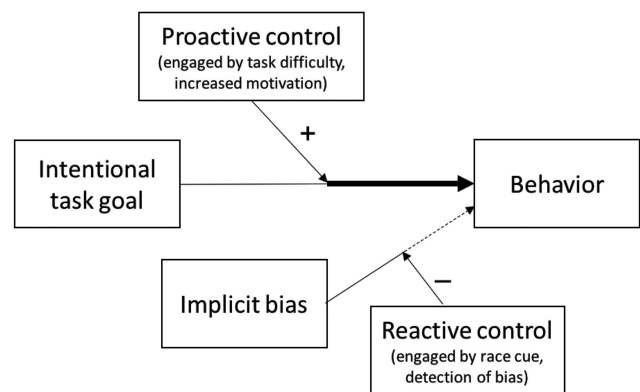 Proactive control
(engaged by task difficulty,
increased motivation)
+
Intentional
task goal
Behavior
Implicit bias
–
Reactive control
(engaged by race cue,
detection of bias)